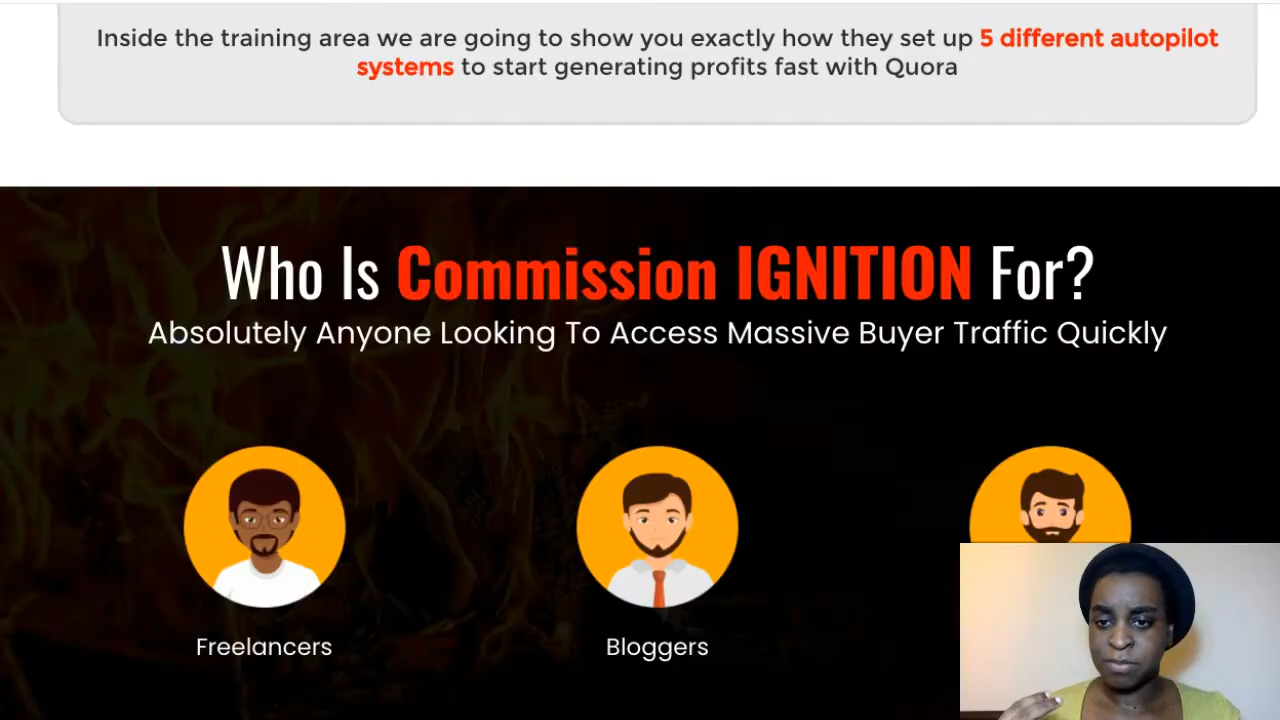 Inside the training area we are going to show you exactly how they set up 5 different autopilot
systems to start generating profits fast with Quora
Who Is Commission IGNITION For?
Absolutely Anyone Looking To Access Massive Buyer Traffic Quickly
Freelancers
Bloggers